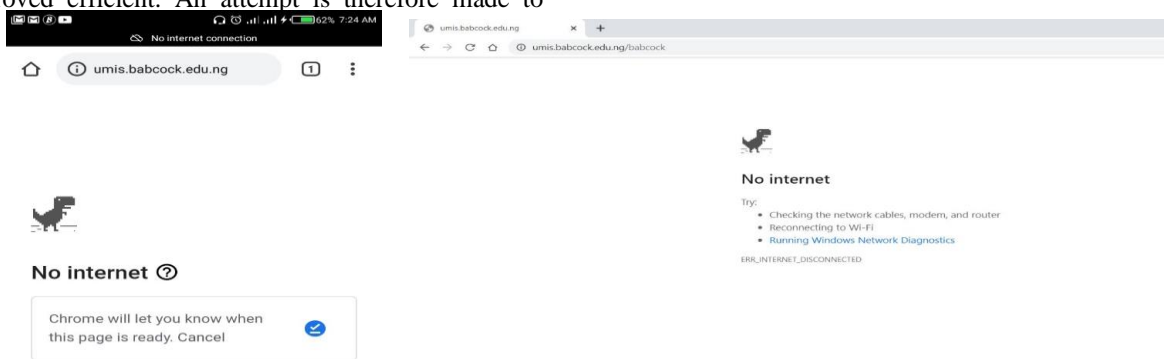 efficient. An attempt is therefore made to
62% 7:24 AM
No internet connection
umis.babcock.edu.ng
1
No internet
Chrome will let you know when
this page is ready. Cancel
umis.babcock.edu.ng
umis.babcock.edu.ng/babcock
No internet
Try:
• Checking the network cables, modem, and router
• Reconnecting to Wi-Fi
• Running Windows Network Diagnostics
ERR_INTERNET_DISCONNECTED